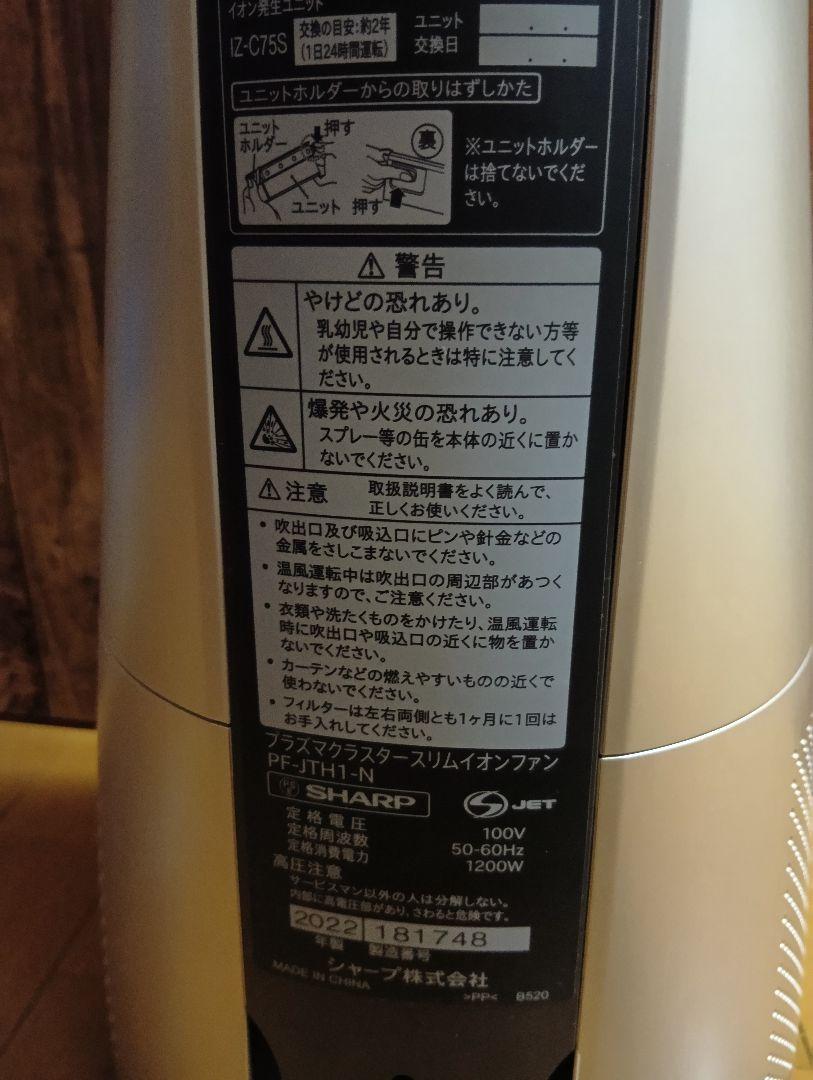 イオン発生ユニット
IZ-C75S
交換の目安:約2年
(1日24時間運転)
ユニット
交換日
. .
. .
ユニットホルダーからの取りはずしかた
ユニット
ホルダー
押す
ユニット
押す
裏
※ユニットホルダー
は捨てないでくだ
さい。
⚠ 警告
やけどの恐れあり。
乳幼児や自分で操作できない方等
が使用されるときは特に注意してく
ださい。
爆発や火災の恐れあり。
スプレー等の缶を本体の近くに置か
ないでください。
⚠ 注意
取扱説明書をよく読んで、
正しくお使いください。
• 吹出口及び吸込口にピンや針金などの
金属をさしこまないでください。
• 温風運転中は吹出口の周辺部があつく
なりますので、ご注意ください。
• 衣類や洗たくものをかけたり、温風運転
時に吹出口や吸込口の近くに物を置か
ないでください。
• カーテンなどの燃えやすいものの近くで
使わないでください。
• フィルターは左右両側とも1ヶ月に1回は
お手入れしてください。
プラズマクラスタースリムイオンファン
PF-JTH1-N
SHARP
S JET
定格電圧 100V
定格周波数 50-60Hz
定格消費電力 1200W
高圧注意
サービスマン以外の人は分解しない。
内部に高電圧部があり、さわると危険です。
2022 181748
年製 製造番号
シャープ株式会社
MADE IN CHINA
>PP< B520